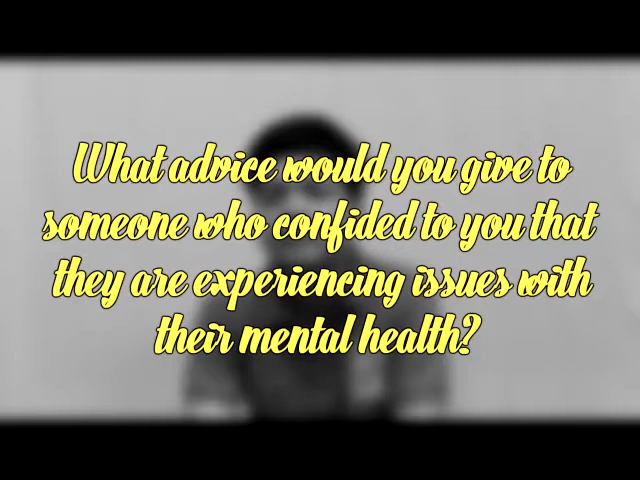 What advice would you give to
someone who confided to you that
they are experiencing issues with
their mental health?